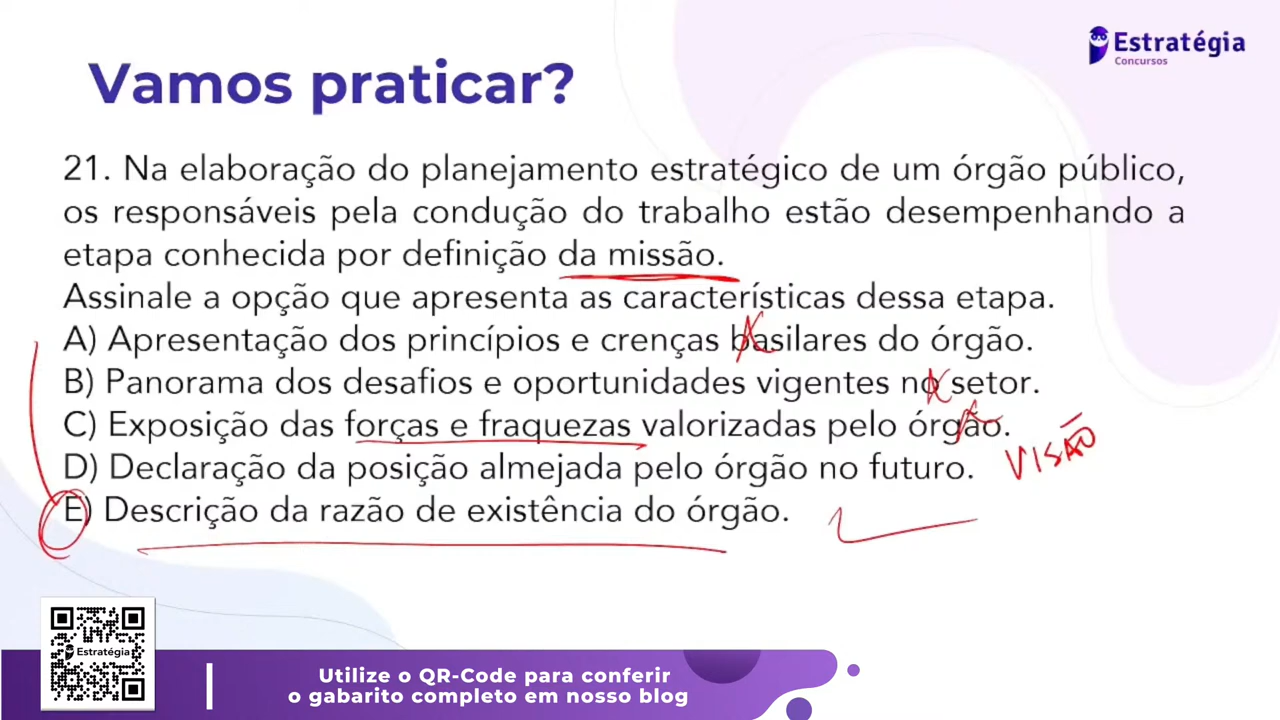 Estratégia
Concursos
Vamos praticar?
21. Na elaboração do planejamento estratégico de um órgão público,
os responsáveis pela condução do trabalho estão desempenhando a
etapa conhecida por definição da missão.
Assinale a opção que apresenta as características dessa etapa.
A) Apresentação dos princípios e crenças basilares do órgão.
B) Panorama dos desafios e oportunidades vigentes no setor.
C) Exposição das forças e fraquezas valorizadas pelo órgão.
D) Declaração da posição almejada pelo órgão no futuro. VISÃO
E) Descrição da razão de existência do órgão.
Estratégia
Utilize o QR-Code para conferir
o gabarito completo em nosso blog